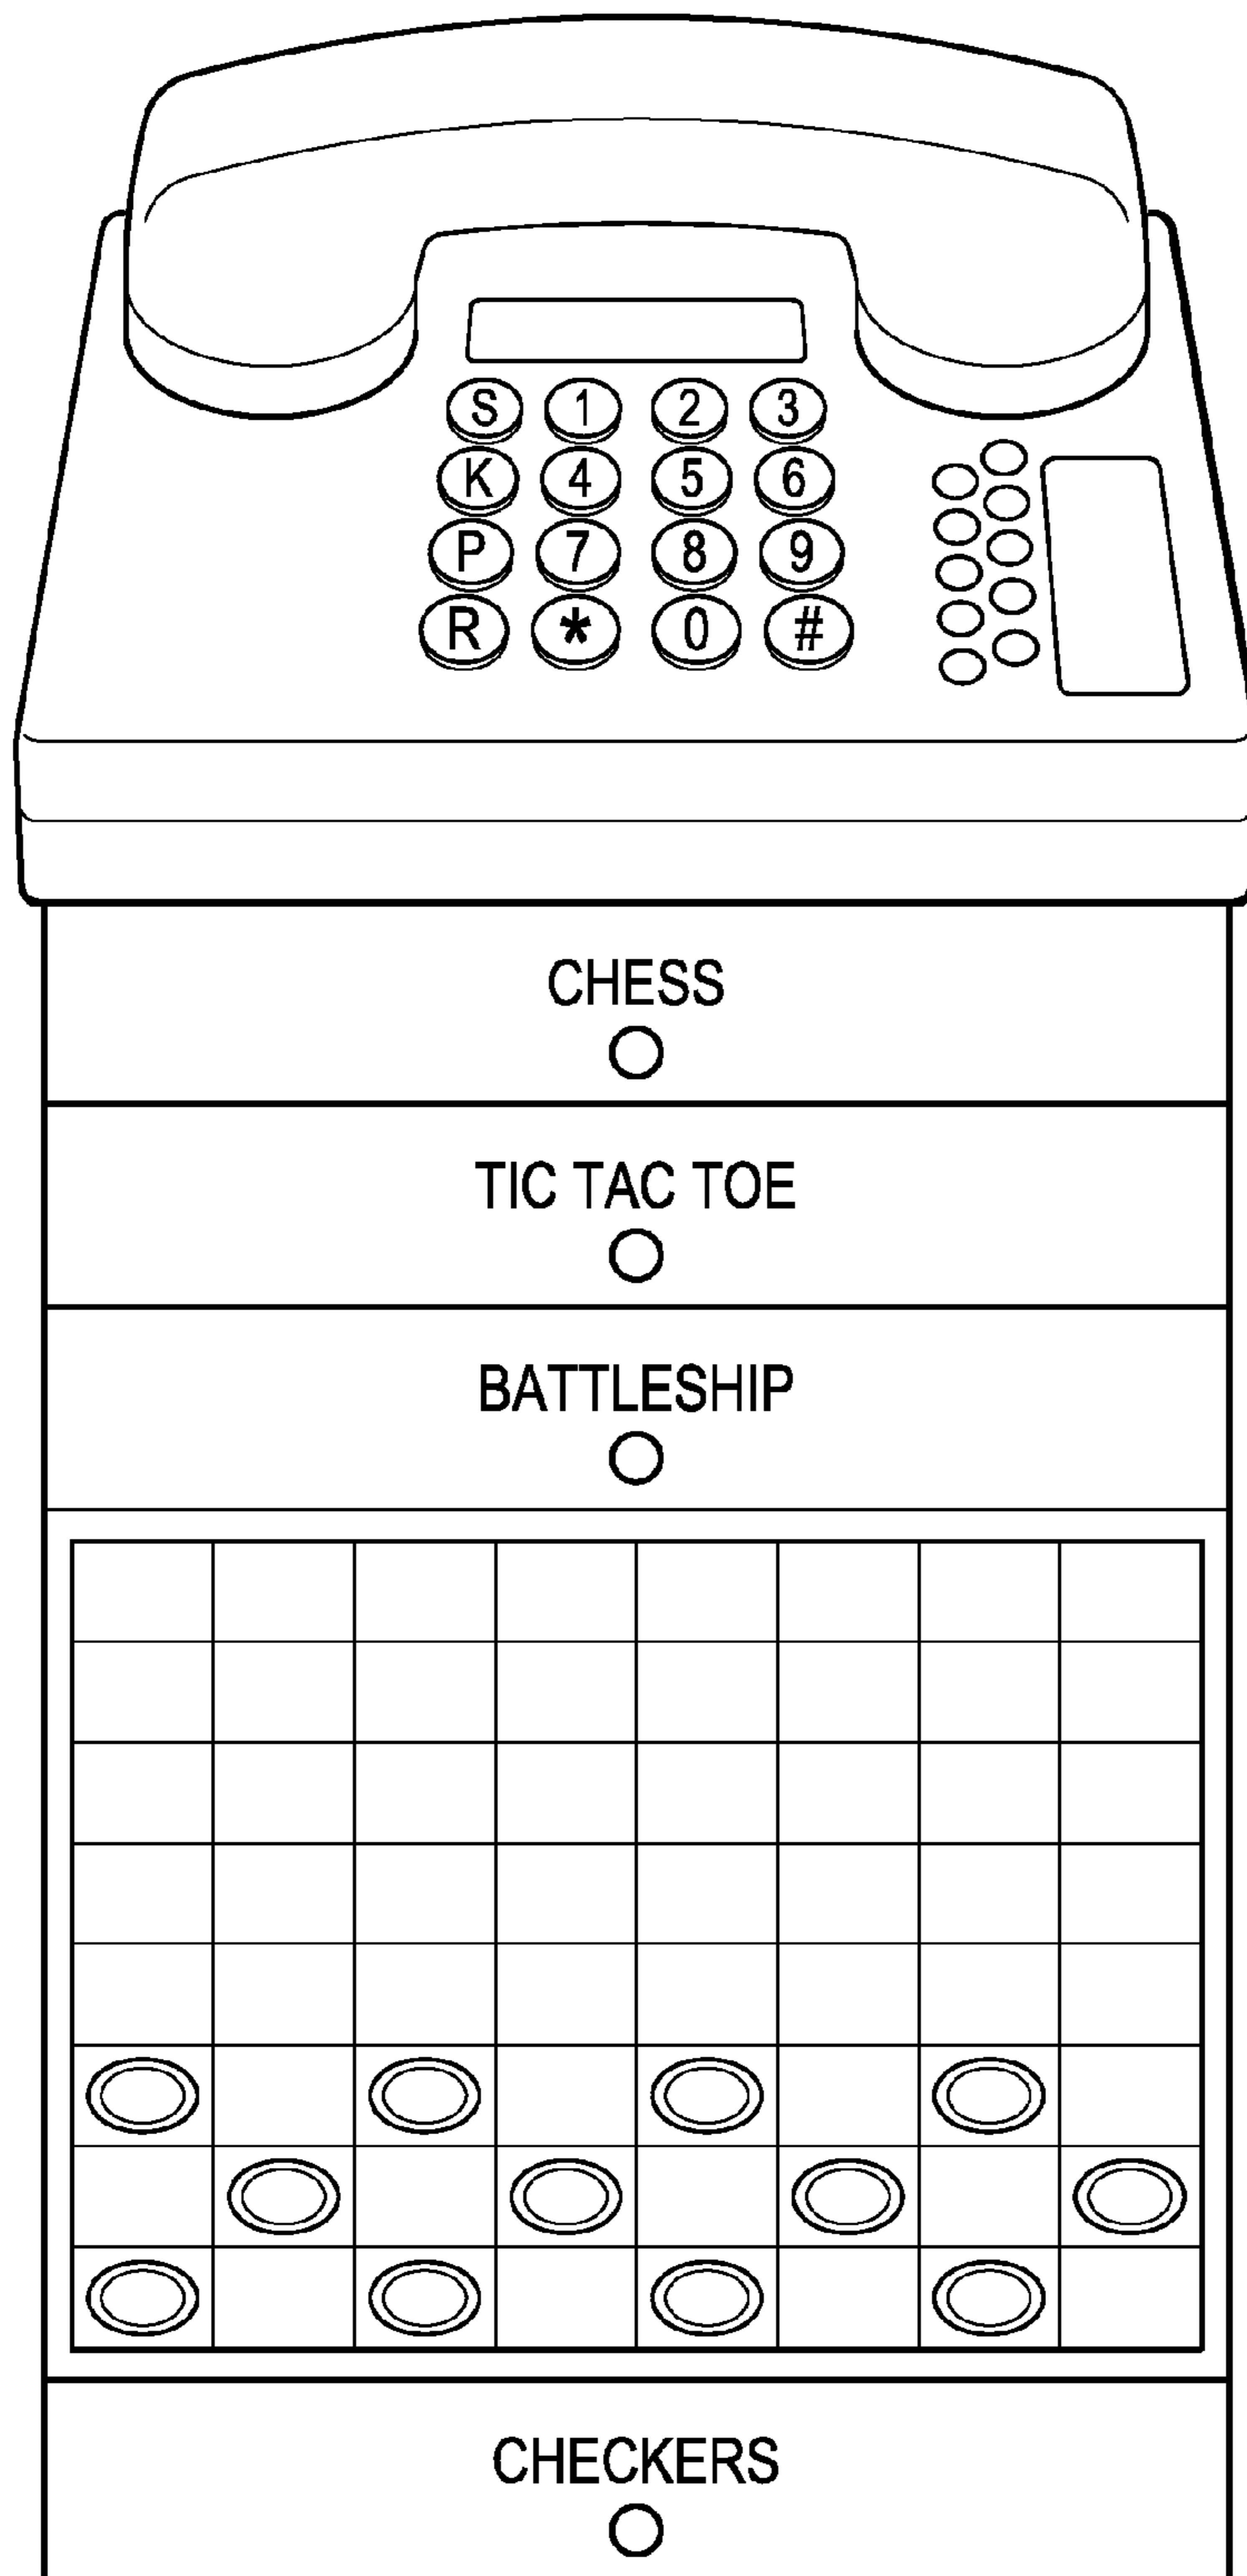 S 1 2 3
K 4 5 6
P 7 8 9
R * 0 #
CHESS
TIC TAC TOE
BATTLESHIP
CHECKERS